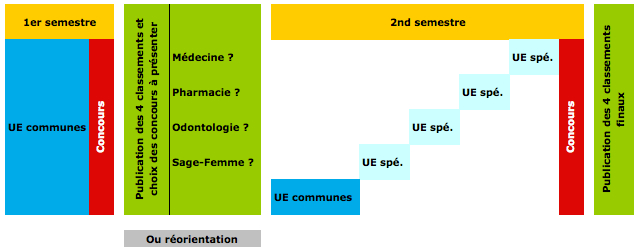 1er semestre
UE communes
Concours
Publication des 4 classements et
choix des concours à présenter
Médecine ?
Pharmacie ?
Odontologie ?
Sage-Femme ?
Ou réorientation
2nd semestre
UE spé.
UE spé.
UE spé.
UE spé.
UE communes
Concours
Publication des 4 classements
finaux